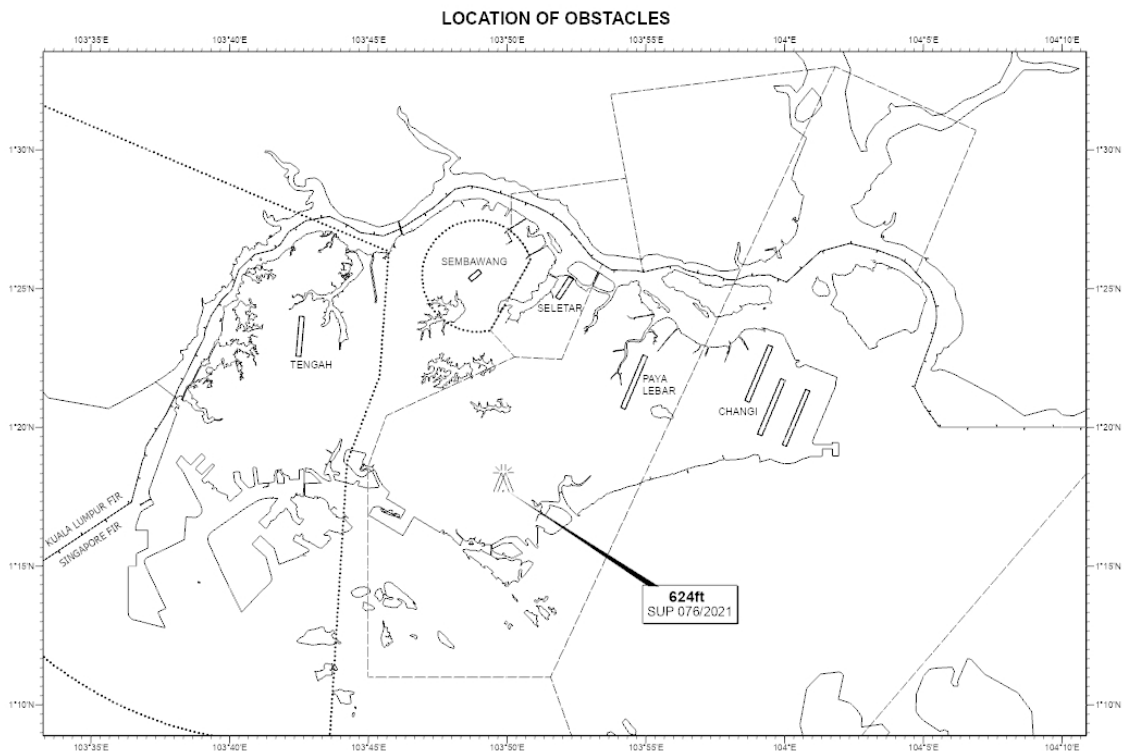 LOCATION OF OBSTACLES
103°35'E 103°40'E 103°45'E 103°50'E 103°55'E 104°E 104°5'E 104°10'E
1°30'N 1°30'N
SEMBAWANG
1°25'N 1°25'N
SELETAR
TENGAH
PAYA
LEBAR
CHANGI
1°20'N 1°20'N
KUALA LUMPUR FIR
SINGAPORE FIR
1°15'N 1°15'N
624ft
SUP 076/2021
1°10'N 1°10'N
103°35'E 103°40'E 103°45'E 103°50'E 103°55'E 104°E 104°5'E 104°10'E